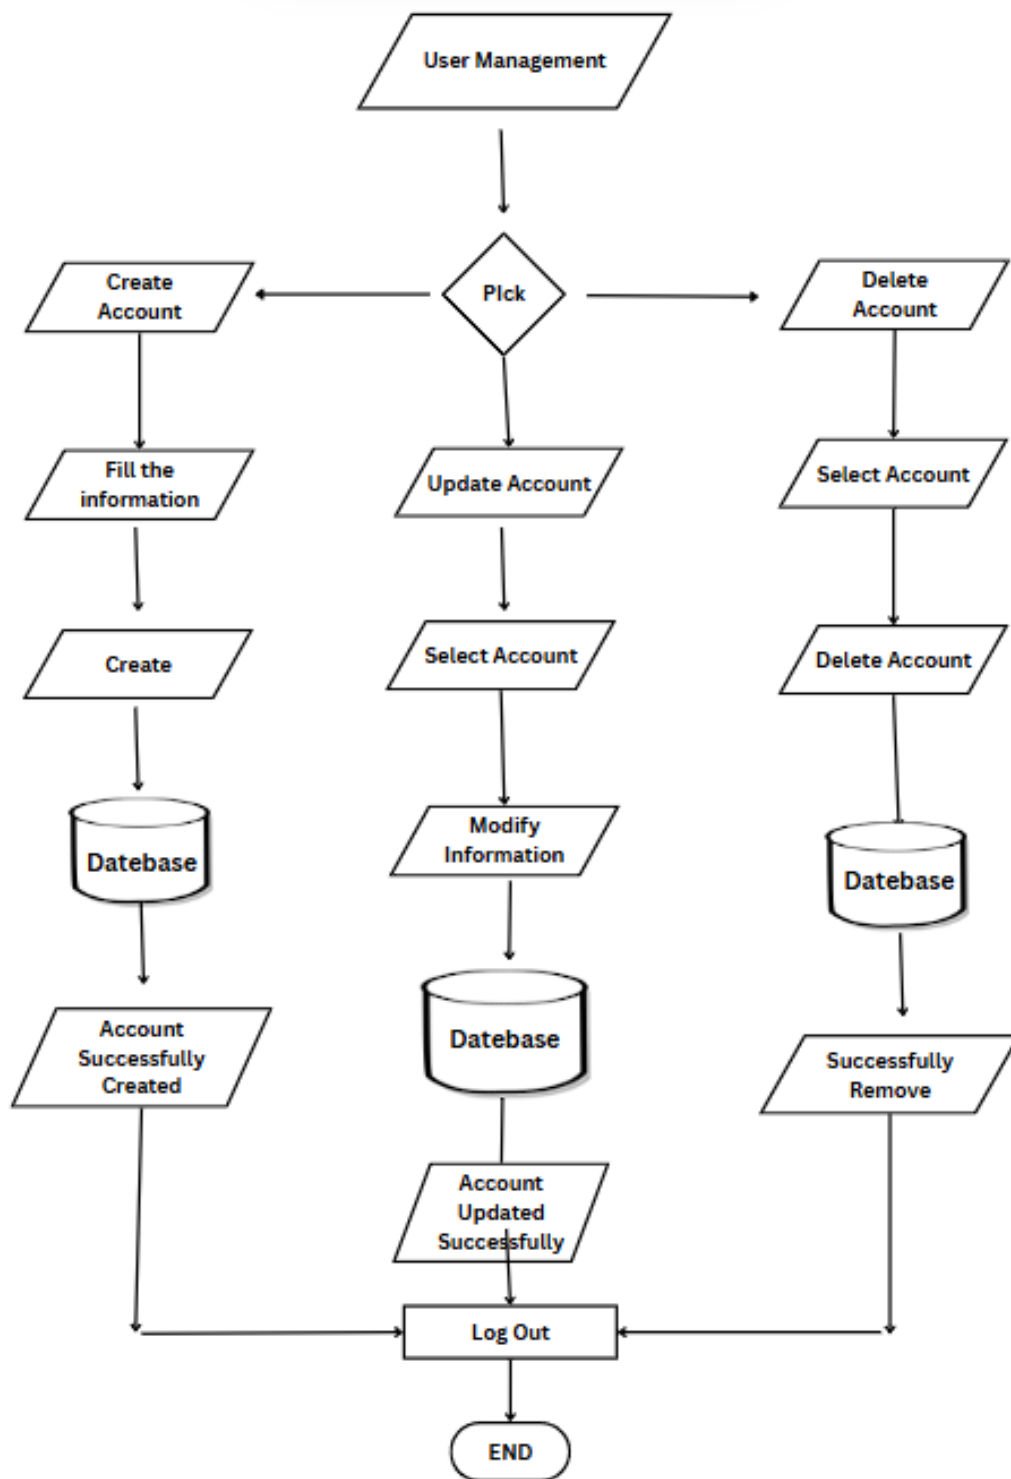 User Management
PIck
Create
Account
Delete
Account
Fill the
information
Update Account
Select Account
Create
Select Account
Delete Account
Datebase
Modify
Information
Datebase
Account
Successfully
Created
Datebase
Successfully
Remove
Account
Updated
Successfully
Log Out
END